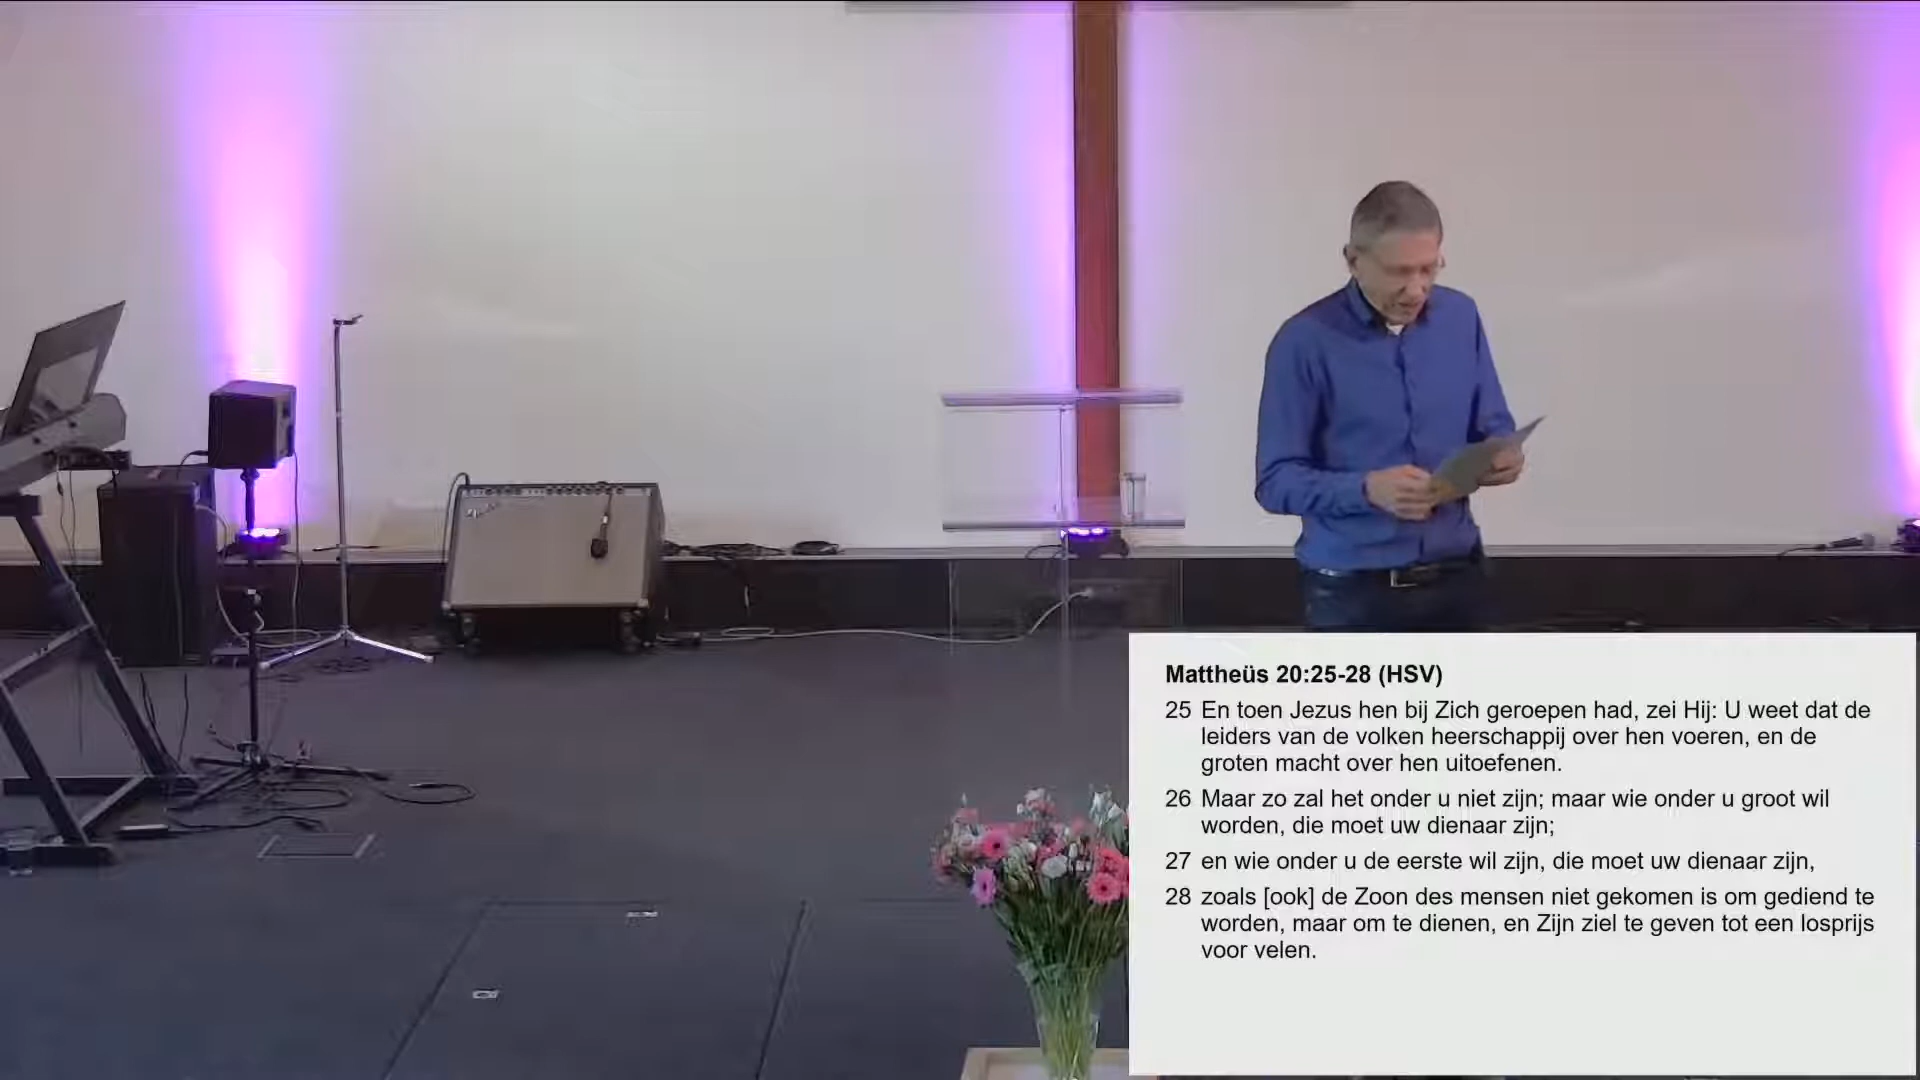 Mattheüs 20:25-28 (HSV)
25 En toen Jezus hen bij Zich geroepen had, zei Hij: U weet dat de
leiders van de volken heerschappij over hen voeren, en de
groten macht over hen uitoefenen.
26 Maar zo zal het onder u niet zijn; maar wie onder u groot wil
worden, die moet uw dienaar zijn;
27 en wie onder u de eerste wil zijn, die moet uw dienaar zijn,
28 zoals [ook] de Zoon des mensen niet gekomen is om gediend te
worden, maar om te dienen, en Zijn ziel te geven tot een losprijs
voor velen.